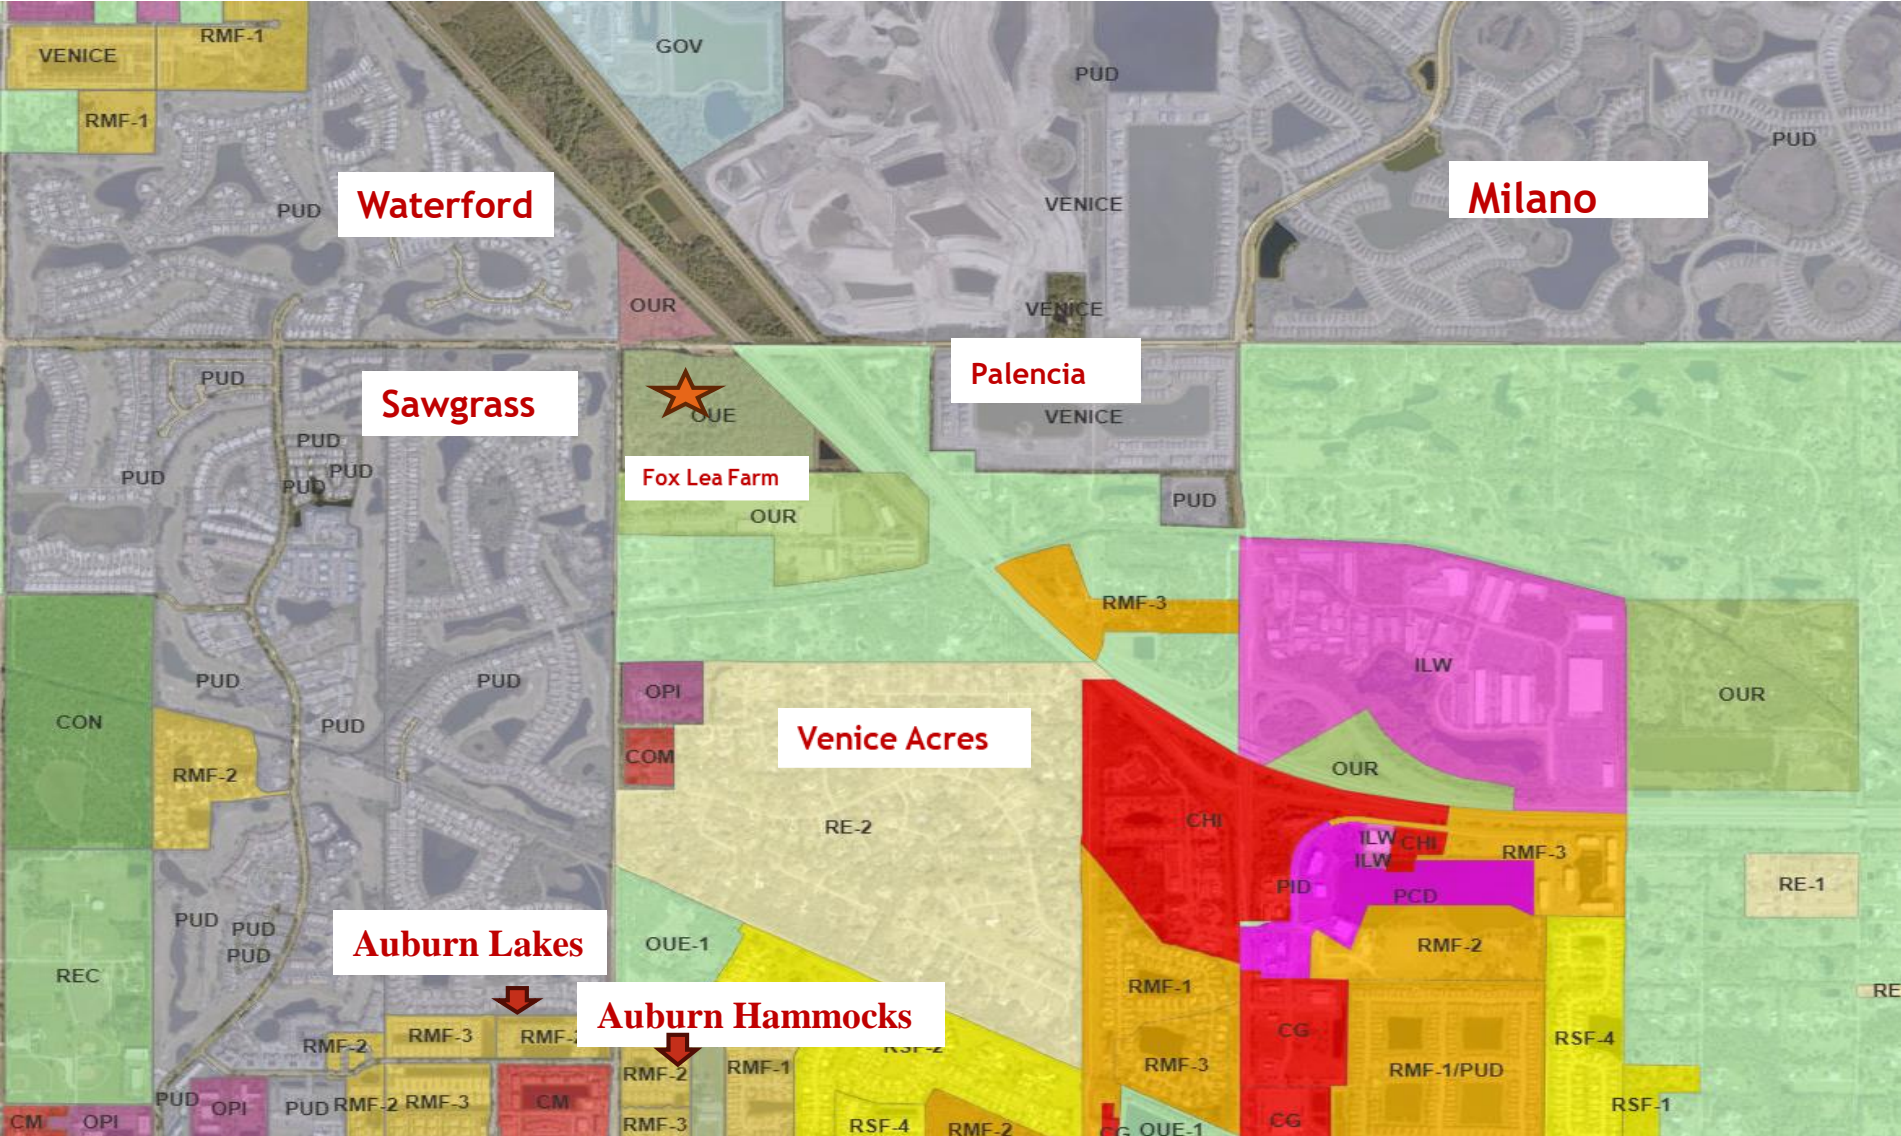 RMF-1
VENICE
GOV
PUD
RMF-1
PUD
Waterford
PUD
VENICE
Milano
OUR
VENICE
PUD
Sawgrass
Palencia
OUE
VENICE
PUD
PUD
PUD
PUD
Fox Lea Farm
PUD
OUR
RMF-3
ILW
PUD
PUD
OPI
OUR
CON
PUD
Venice Acres
COM
RMF-2
OUR
RE-2
CHI
ILW
CHI
ILW
RMF-3
PID
PCD
RE-1
PUD
PUD
PUD
Auburn Lakes
OUE-1
RMF-2
REC
RMF-1
RE
Auburn Hammocks
RMF-3
RMF-2
CG
RSF-4
RMF-2
RSF-2
RMF-2
RMF-1
RMF-3
RMF-1/PUD
PUD
OPI
PUD
RMF-2
RMF-3
CM
RSF-1
CM
OPI
RMF-3
RSF-4
RMF-2
CG
OUE-1
CG